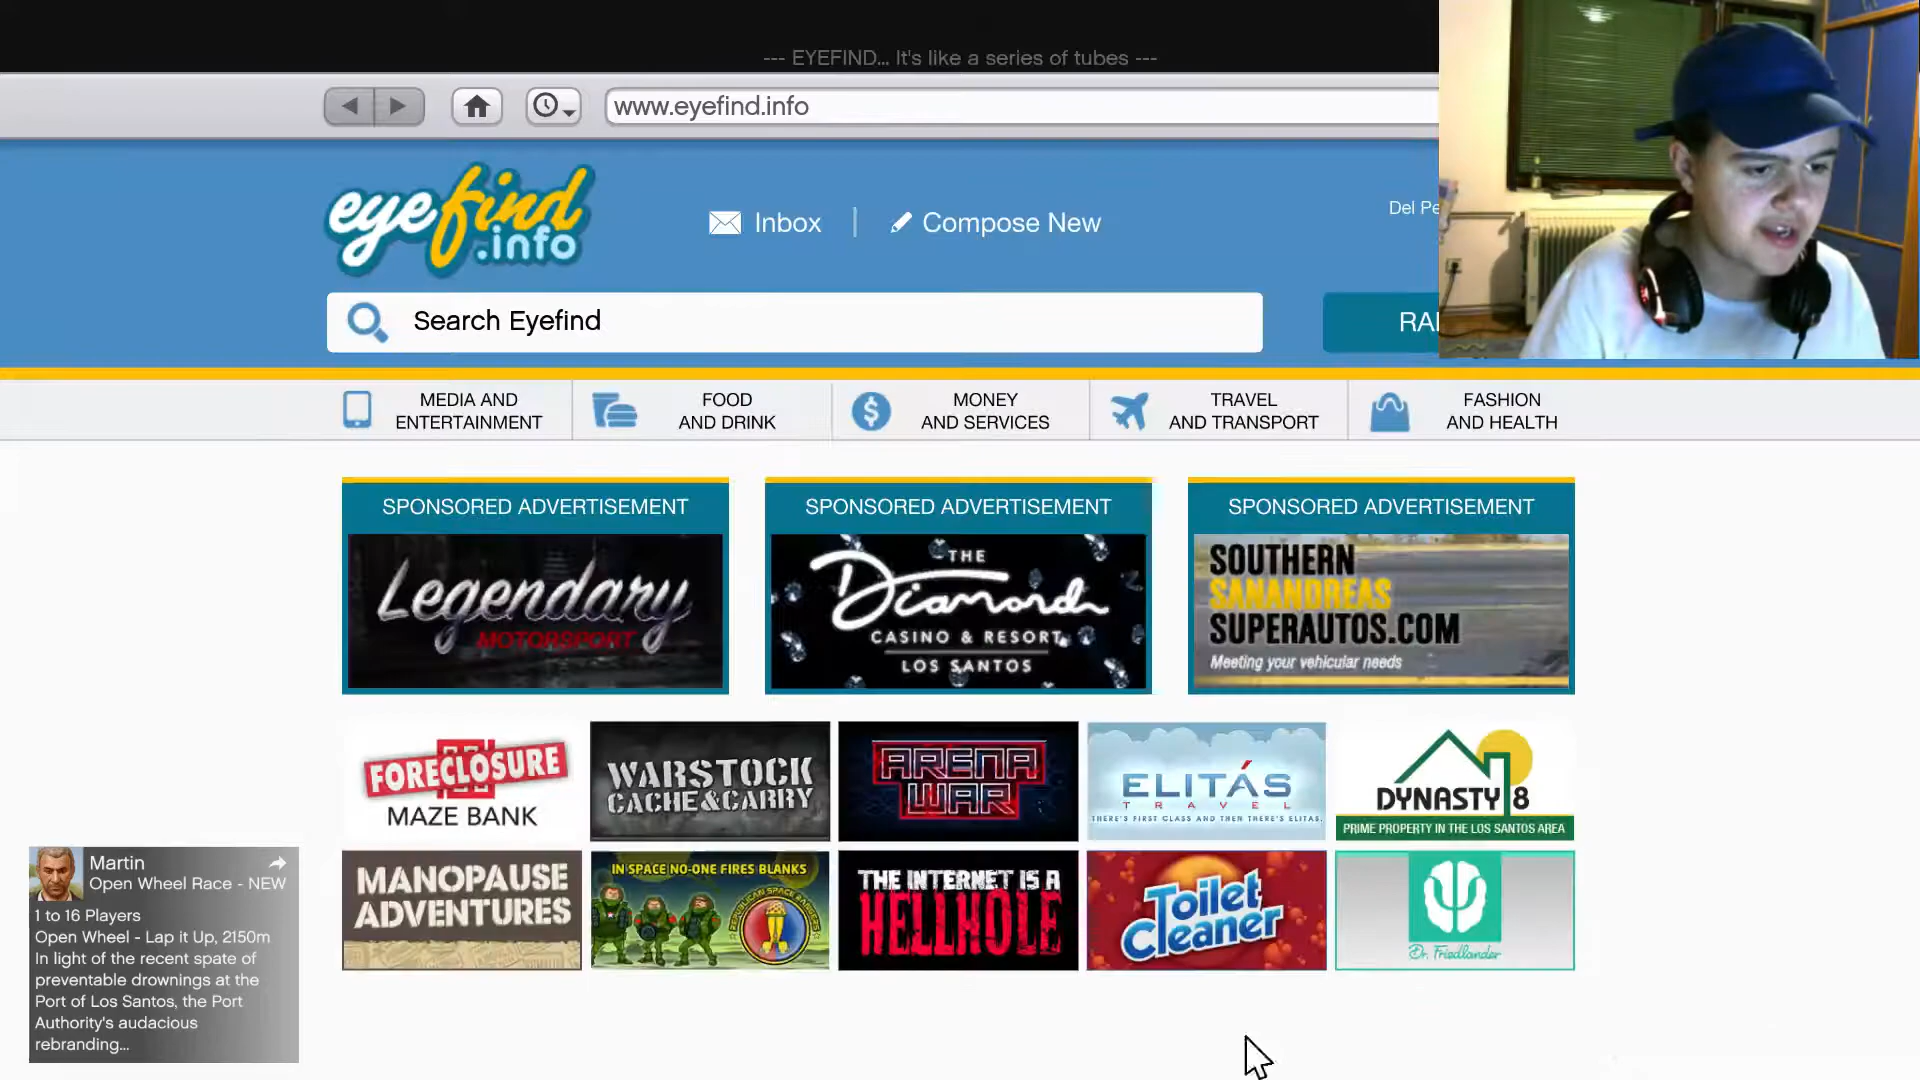 --- EYEFIND... It's like a series of tubes ---
www.eyefind.info
eyefind
.info
Inbox
Compose New
Del Pe
Search Eyefind
RA
MEDIA AND
ENTERTAINMENT
FOOD
AND DRINK
MONEY
AND SERVICES
TRAVEL
AND TRANSPORT
FASHION
AND HEALTH
SPONSORED ADVERTISEMENT
Legendary
MOTORSPORT
SPONSORED ADVERTISEMENT
THE
Diamond
CASINO & RESORT
LOS SANTOS
SPONSORED ADVERTISEMENT
SOUTHERN
SANANDREAS
SUPERAUTOS.COM
Meeting your vehicular needs
FORECLOSURE
MAZE BANK
WARSTOCK
CACHE&CARRY
ARENA
WAR
ELITÁS
TRAVEL
THERE'S FIRST CLASS AND THEN THERE'S ELITAS.
DYNASTY 8
PRIME PROPERTY IN THE LOS SANTOS AREA
MANOPAUSE
ADVENTURES
IN SPACE NO-ONE FIRES BLANKS
REPUBLICAN SPACE RANGERS
THE INTERNET IS A
HELLHOLE
Toilet
Cleaner
Dr. Friedlander
Martin
Open Wheel Race - NEW
1 to 16 Players
Open Wheel - Lap it Up, 2150m
In light of the recent spate of
preventable drownings at the
Port of Los Santos, the Port
Authority's audacious
rebranding...